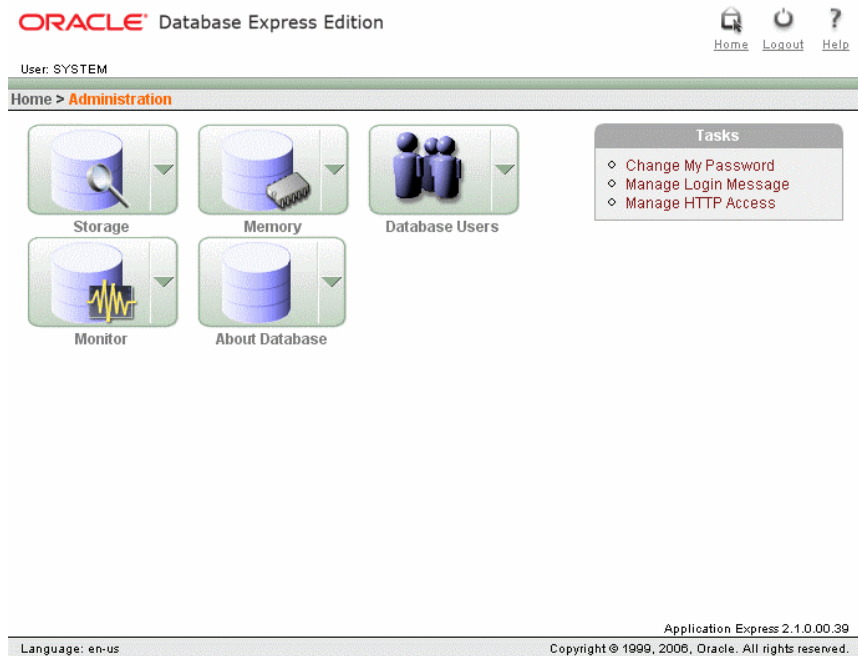 ORACLE® Database Express Edition
Home Logout Help
User: SYSTEM
Home > Administration
Storage
Memory
Database Users
Monitor
About Database
Tasks
Change My Password
Manage Login Message
Manage HTTP Access
Application Express 2.1.0.00.39
Language: en-us
Copyright © 1999, 2006, Oracle. All rights reserved.